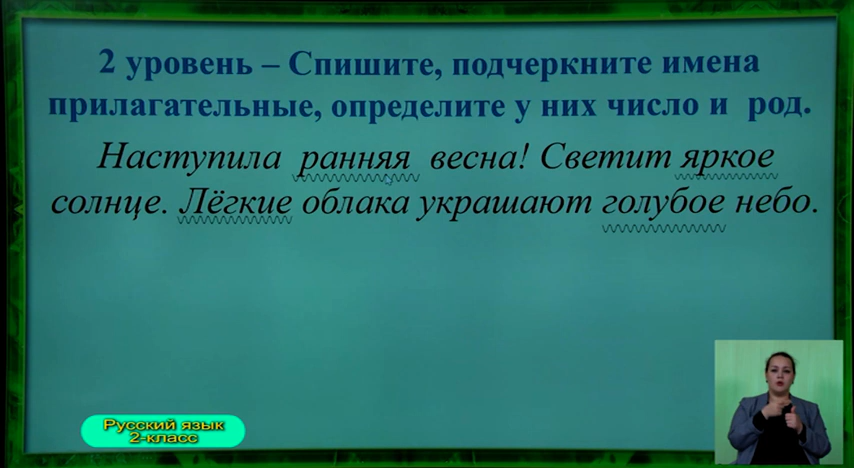 2 уровень – Спишите, подчеркните имена
прилагательные, определите у них число и род.
Наступила ранняя весна! Светит яркое
солнце. Лёгкие облака украшают голубое небо.
Русский язык
2-класс